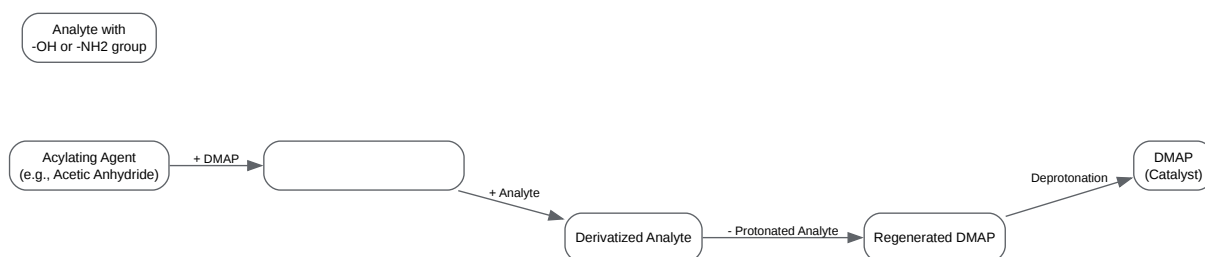 Analyte with
-OH or -NH2 group
Acylating Agent
(e.g., Acetic Anhydride)
+ DMAP
+ Analyte
Derivatized Analyte
- Protonated Analyte
Regenerated DMAP
Deprotonation
DMAP
(Catalyst)